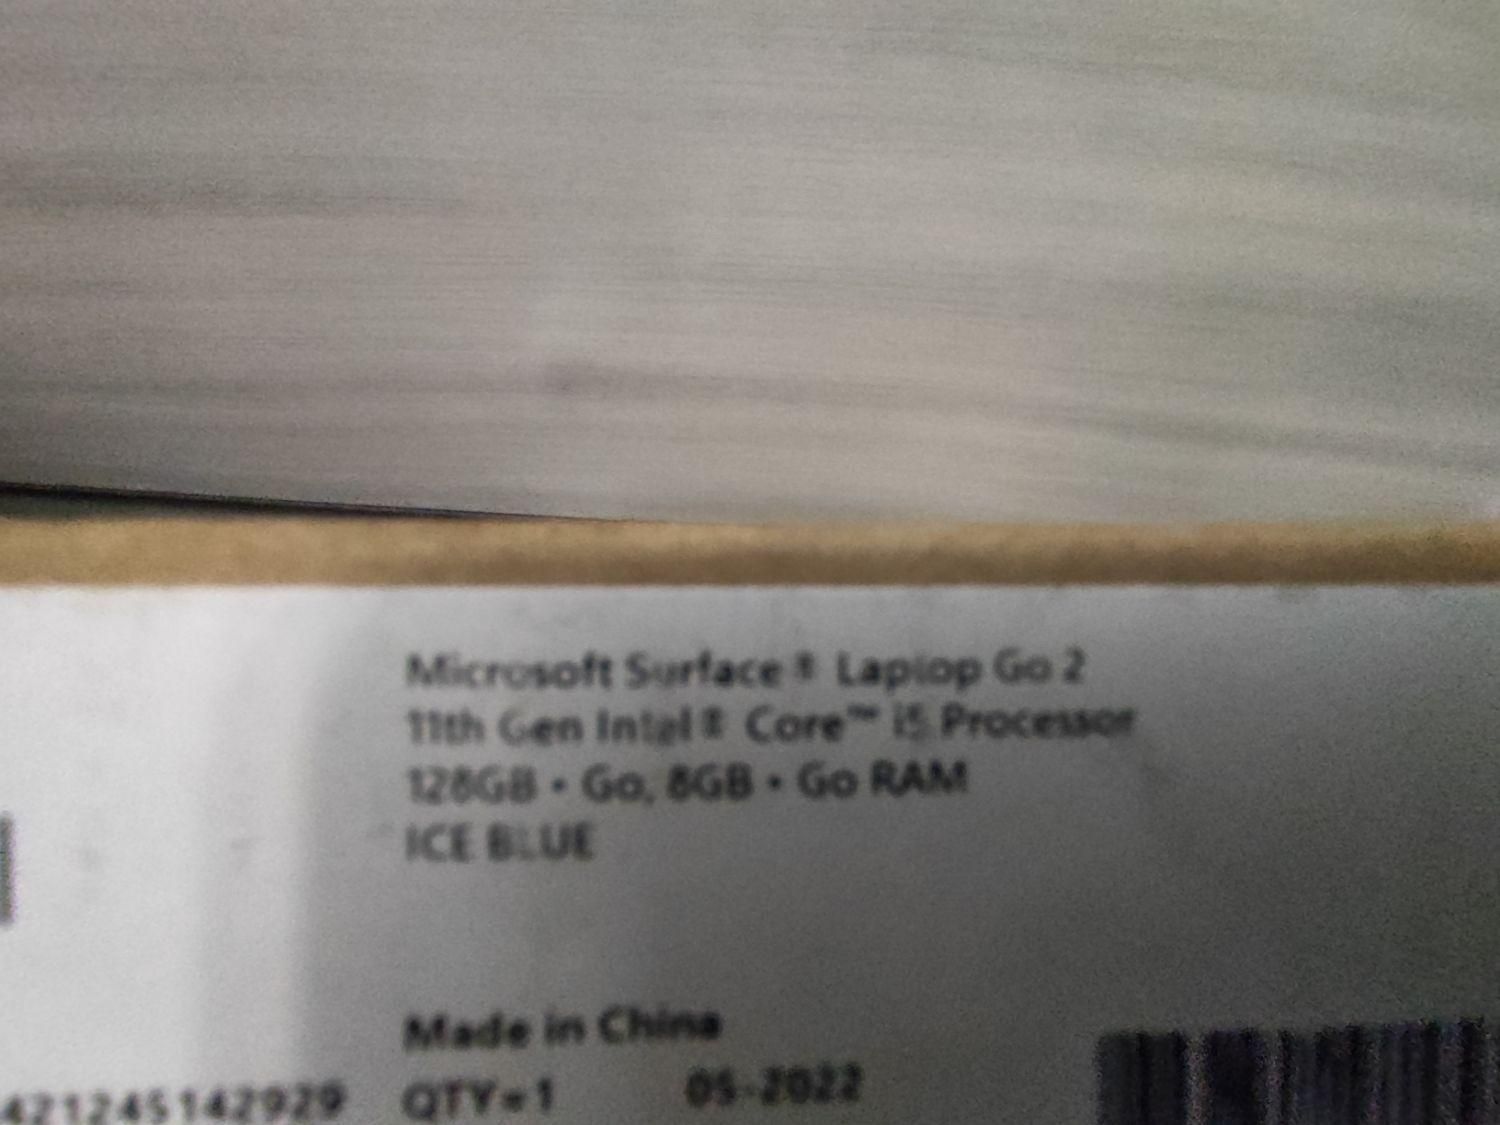 Microsoft Surface® Laptop Go 2
11th Gen Intel® Core™ i5 Processor
128GB • Go, 8GB • Go RAM
ICE BLUE
Made in China
421245142929 QTY=1 05-2022